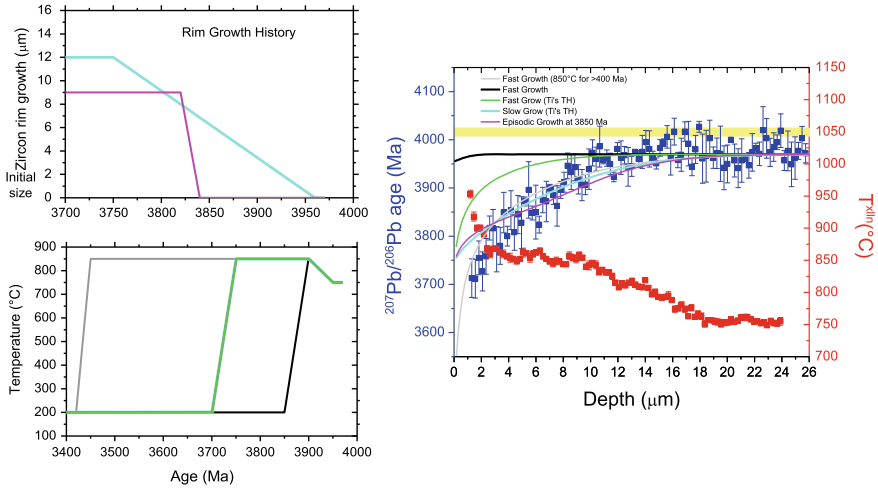 Rim Growth History
Zircon rim growth (μm)
16
14
12
10
8
6
4
2
0
Initial
size
3700 3750 3800 3850 3900 3950 4000
Temperature (°C)
900
800
700
600
500
400
300
200
100
3400 3500 3600 3700 3800 3900 4000
Age (Ma)
Fast Growth (850°C for >400 Ma)
Fast Growth
Fast Grow (Ti's TH)
Slow Grow (Ti's TH)
Episodic Growth at 3850 Ma
207Pb/206Pb age (Ma)
4100
4000
3900
3800
3700
3600
0 2 4 6 8 10 12 14 16 18 20 22 24 26
Depth (μm)
1150
1100
1050
1000
950
900
850
800
750
700